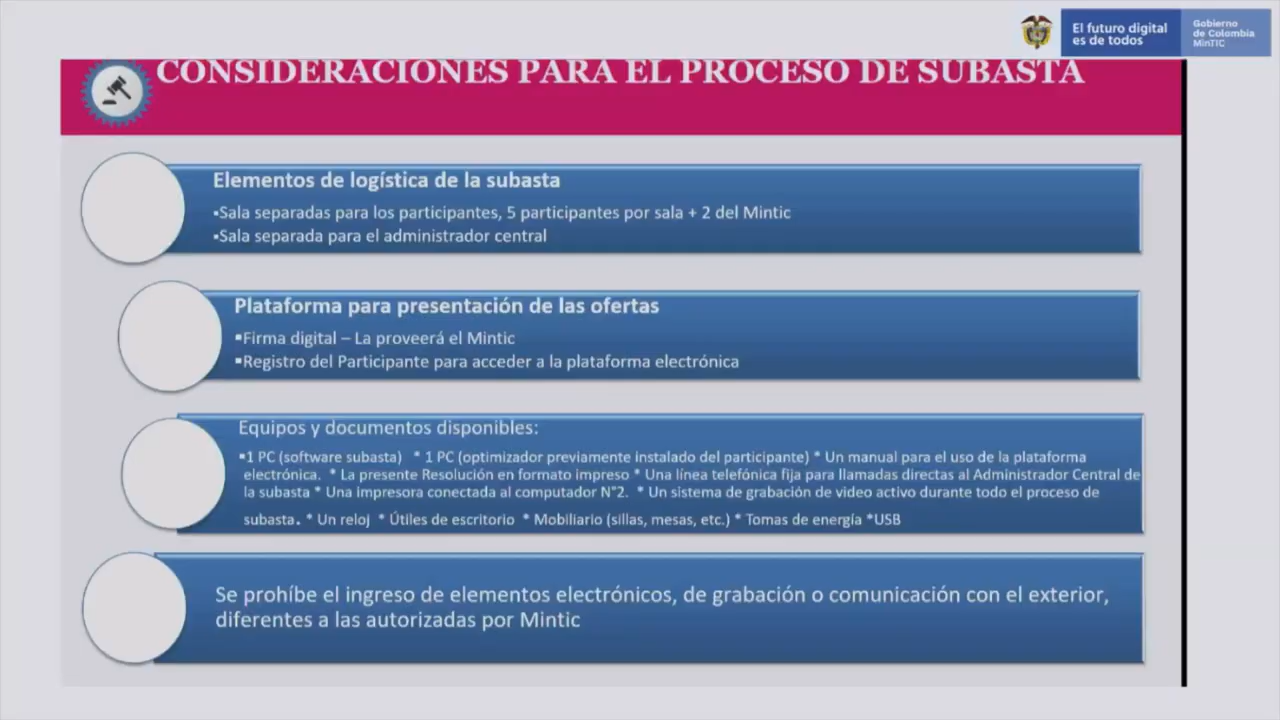 El futuro digital
es de todos
Gobierno
de Colombia
MinTIC
CONSIDERACIONES PARA EL PROCESO DE SUBASTA
Elementos de logística de la subasta
▪Sala separadas para los participantes, 5 participantes por sala + 2 del Mintic
▪Sala separada para el administrador central
Plataforma para presentación de las ofertas
▪Firma digital – La proveerá el Mintic
▪Registro del Participante para acceder a la plataforma electrónica
Equipos y documentos disponibles:
▪1 PC (software subasta) * 1 PC (optimizador previamente instalado del participante) * Un manual para el uso de la plataforma
electrónica. * La presente Resolución en formato impreso * Una línea telefónica fija para llamadas directas al Administrador Central de
la subasta * Una impresora conectada al computador N°2. * Un sistema de grabación de video activo durante todo el proceso de
subasta. * Un reloj * Útiles de escritorio * Mobiliario (sillas, mesas, etc.) * Tomas de energía *USB
Se prohíbe el ingreso de elementos electrónicos, de grabación o comunicación con el exterior,
diferentes a las autorizadas por Mintic